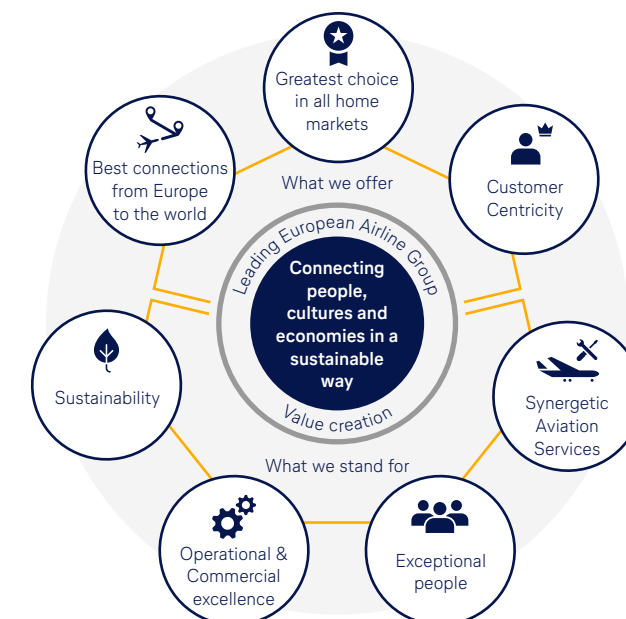 Greatest choice
in all home
markets
Best connections
from Europe
to the world
What we offer
Customer
Centricity
Leading European Airline Group
Connecting
people,
cultures and
economies in a
sustainable
way
Value creation
Sustainability
Synergetic
Aviation
Services
What we stand for
Operational &
Commercial
excellence
Exceptional
people